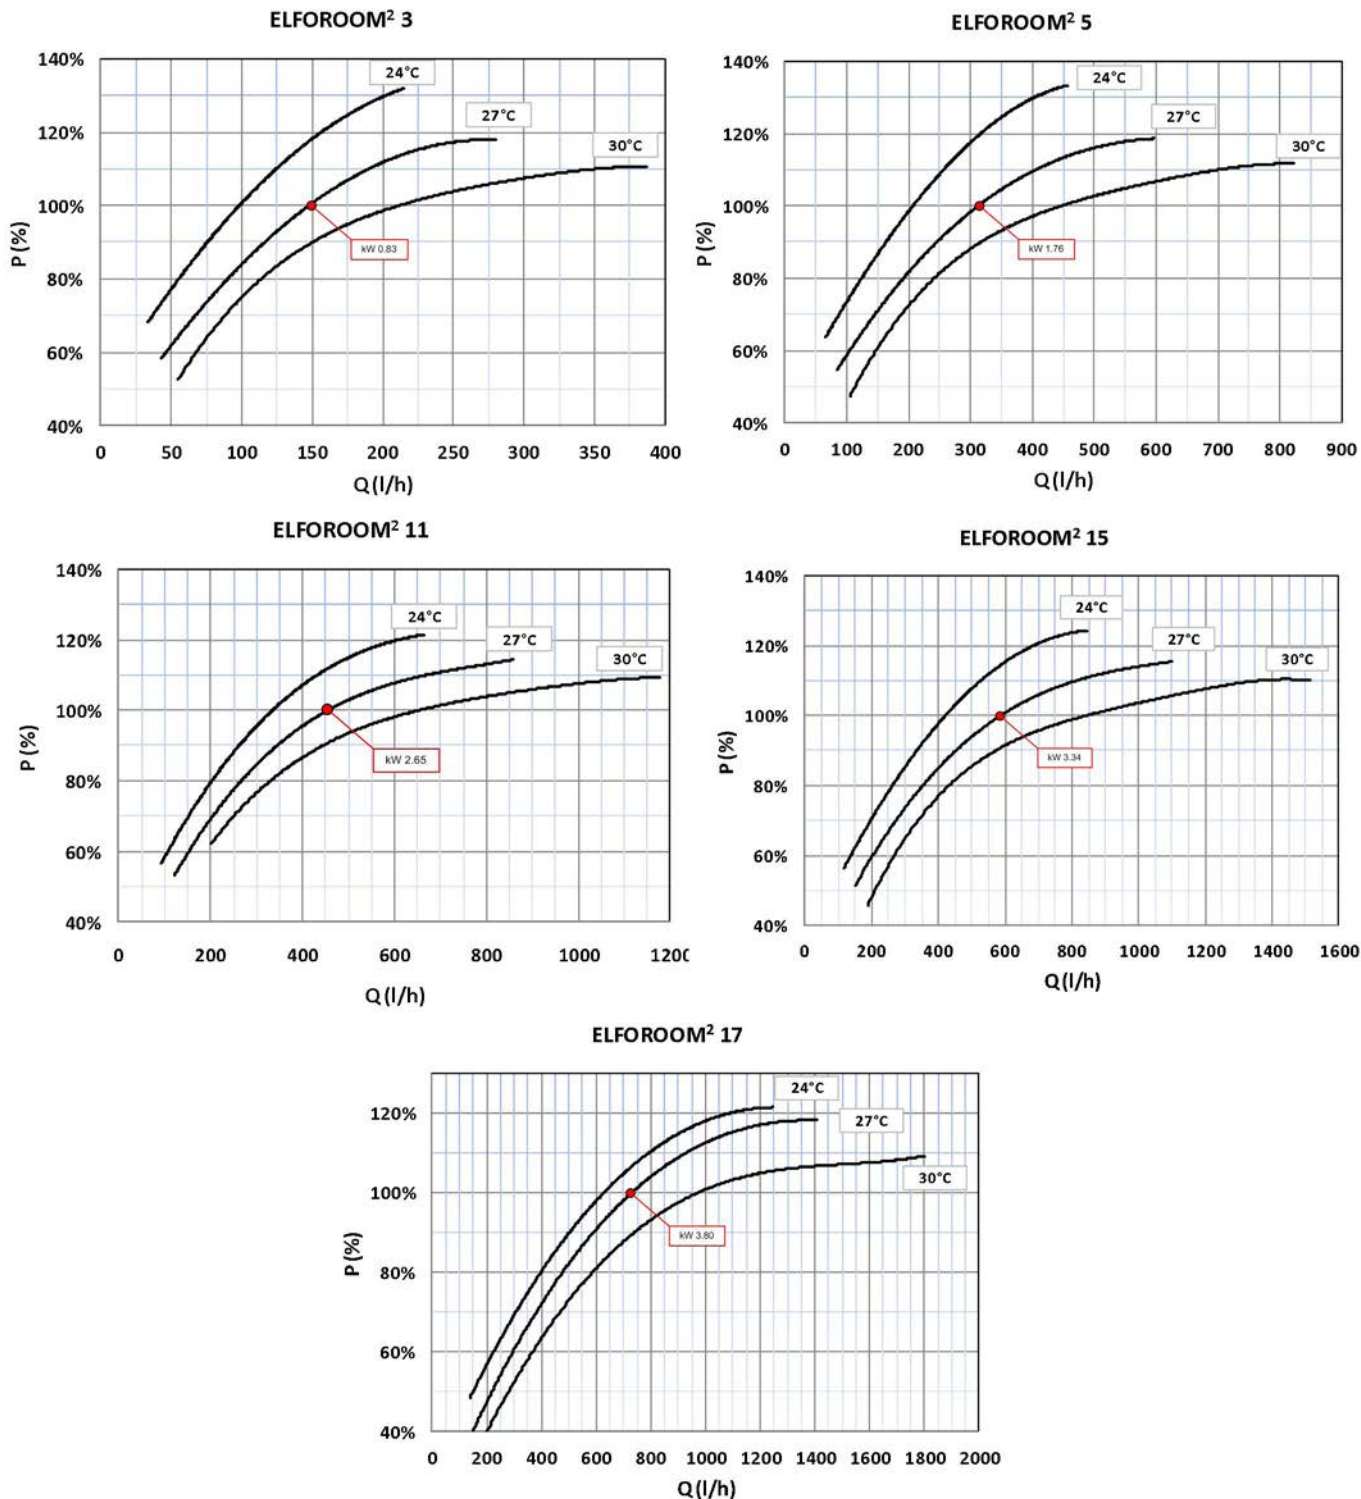 ELFOROOM² 3
140%
120%
100%
80%
60%
40%
P (%)
24°C
27°C
30°C
kW 0.83
0 50 100 150 200 250 300 350 400
Q (l/h)
ELFOROOM² 5
140%
120%
100%
80%
60%
40%
P (%)
24°C
27°C
30°C
kW 1.76
0 100 200 300 400 500 600 700 800 900
Q (l/h)
ELFOROOM² 11
140%
120%
100%
80%
60%
40%
P (%)
24°C
27°C
30°C
kW 2.65
0 200 400 600 800 1000 1200
Q (l/h)
ELFOROOM² 15
140%
120%
100%
80%
60%
40%
P (%)
24°C
27°C
30°C
kW 3.34
0 200 400 600 800 1000 1200 1400 1600
Q (l/h)
ELFOROOM² 17
120%
100%
80%
60%
40%
P (%)
24°C
27°C
30°C
kW 3.80
0 200 400 600 800 1000 1200 1400 1600 1800 2000
Q (l/h)